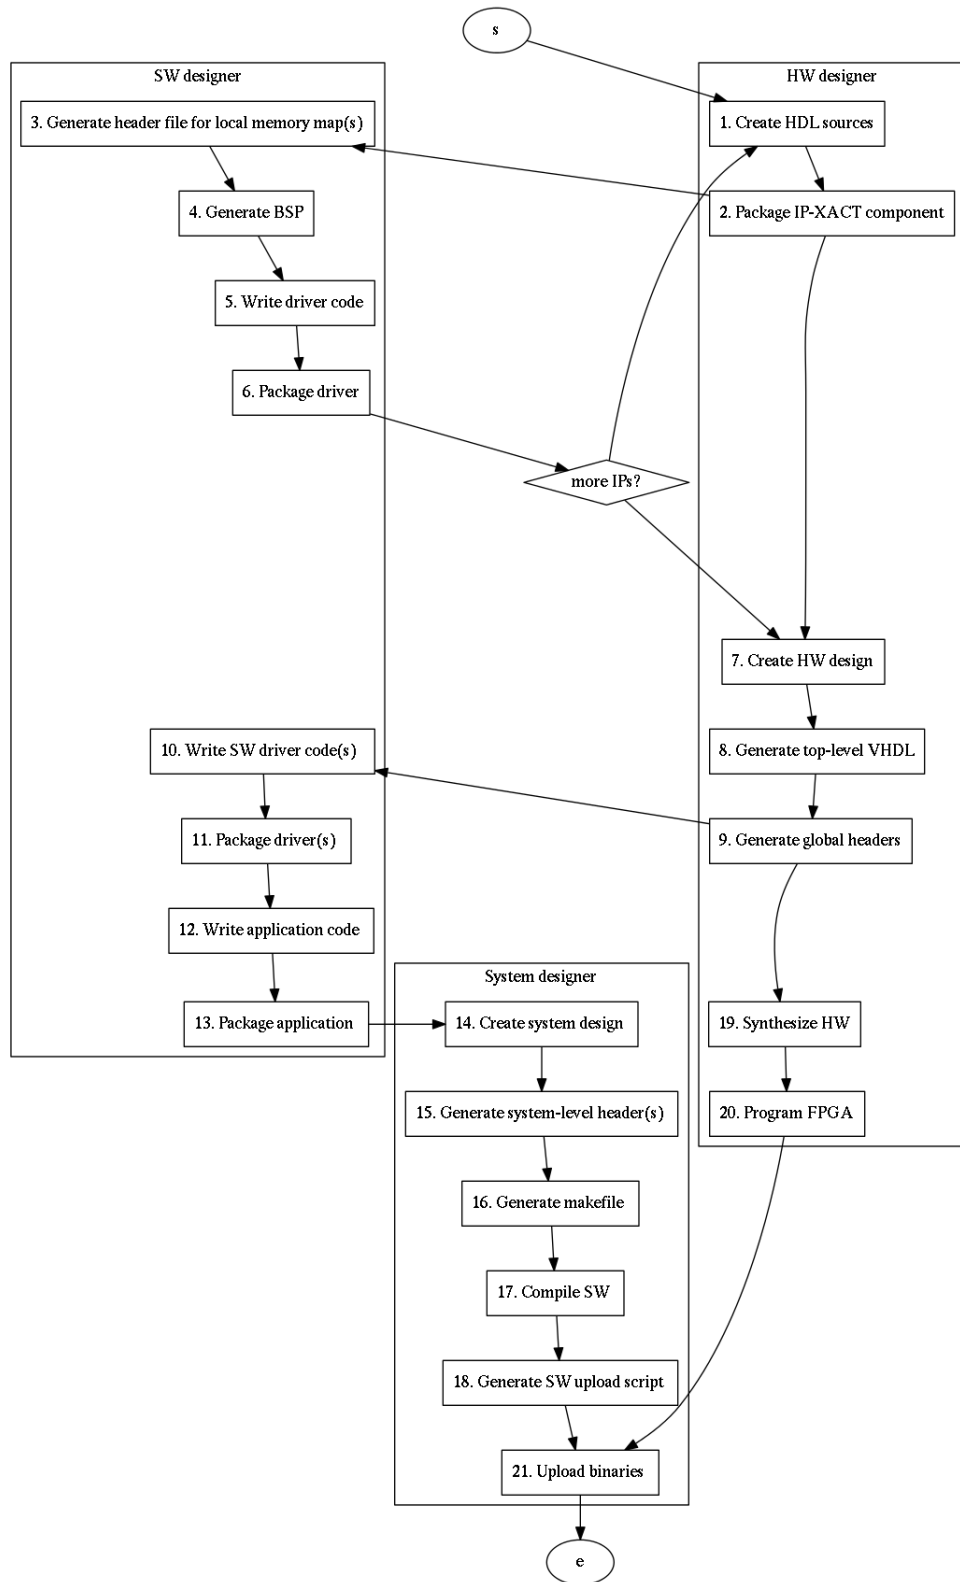 s
SW designer
HW designer
3. Generate header file for local memory map(s)
1. Create HDL sources
4. Generate BSP
2. Package IP-XACT component
5. Write driver code
6. Package driver
more IPs?
7. Create HW design
10. Write SW driver code(s)
8. Generate top-level VHDL
11. Package driver(s)
9. Generate global headers
12. Write application code
System designer
13. Package application
14. Create system design
19. Synthesize HW
15. Generate system-level header(s)
20. Program FPGA
16. Generate makefile
17. Compile SW
18. Generate SW upload script
21. Upload binaries
e